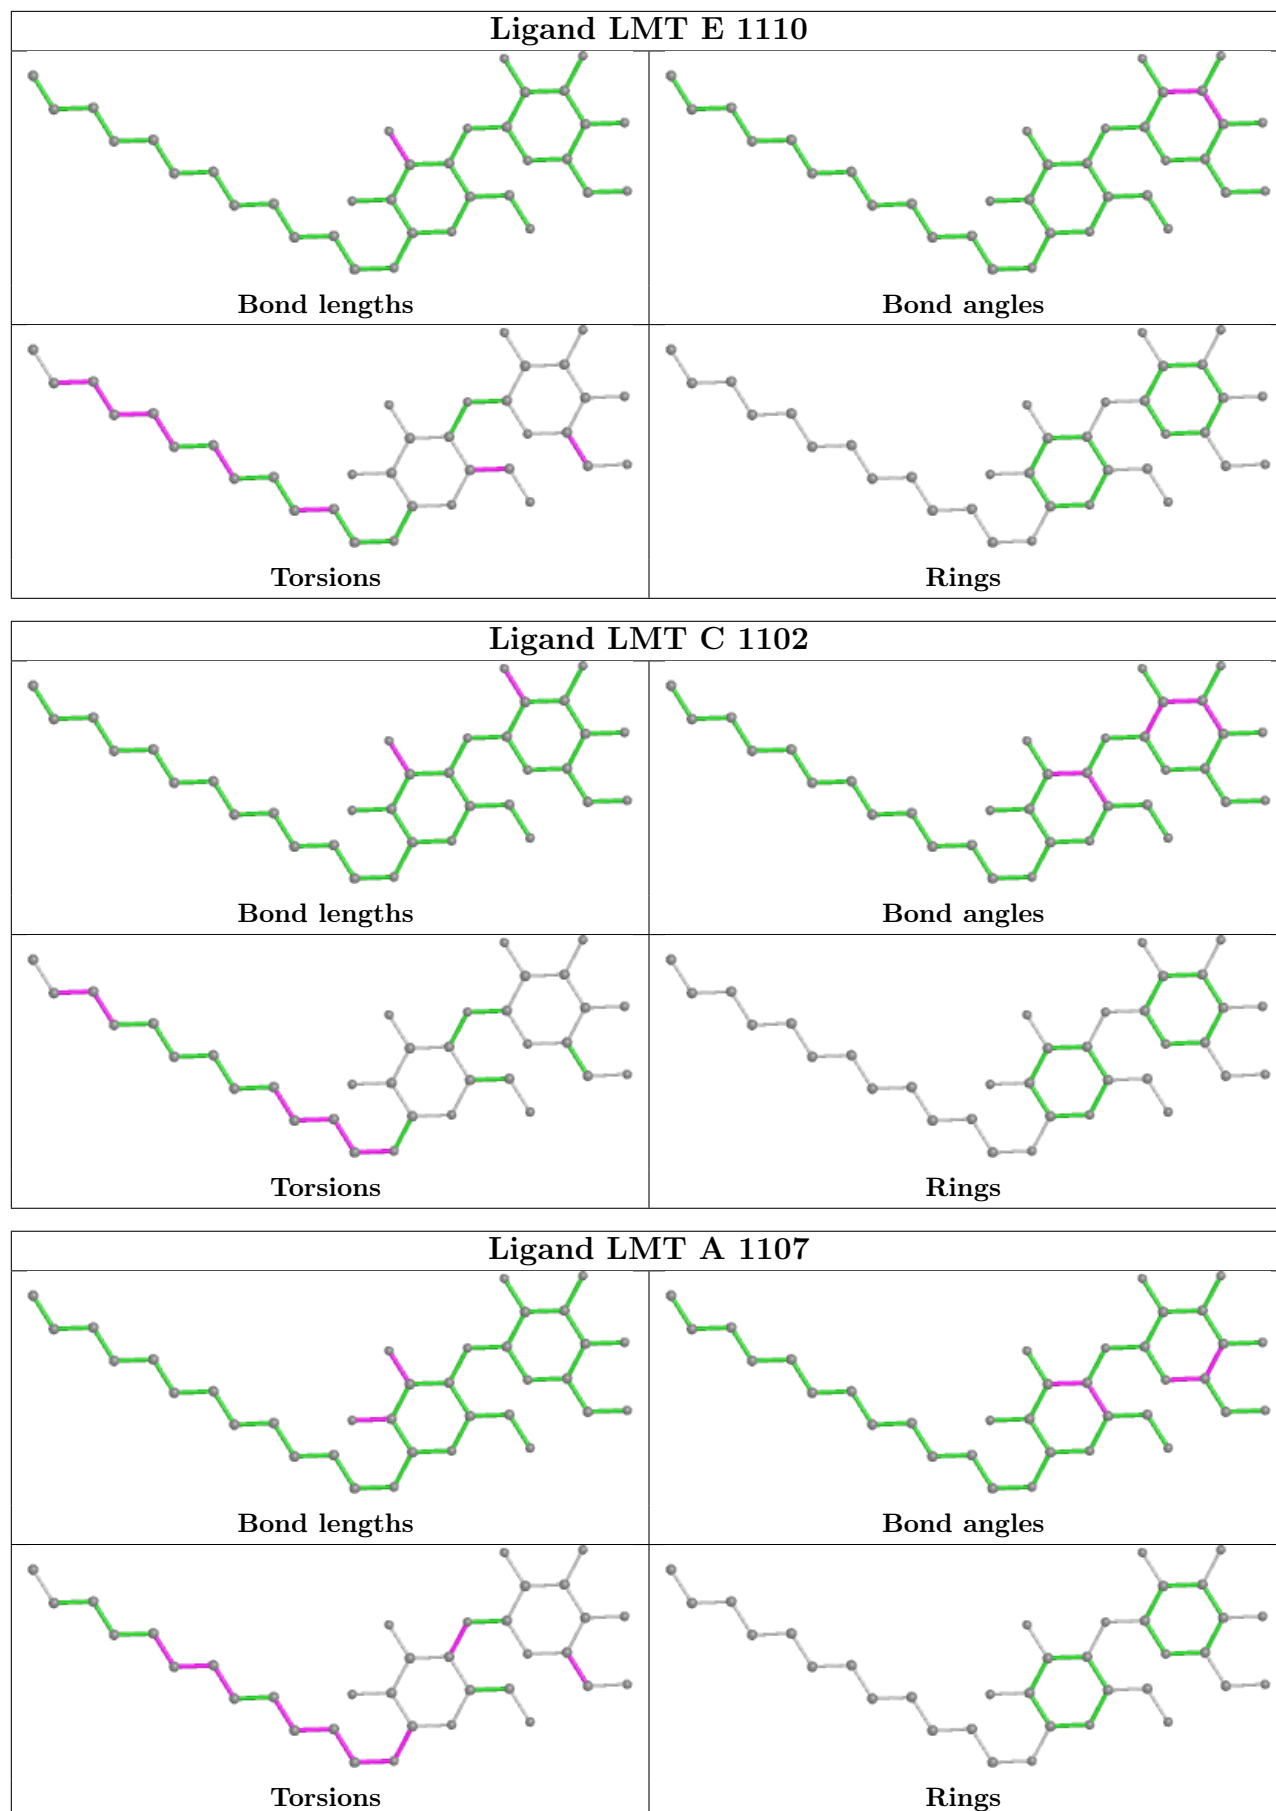 Ligand LMT E 1110
Bond lengths
Bond angles
Torsions
Rings
Ligand LMT C 1102
Bond lengths
Bond angles
Torsions
Rings
Ligand LMT A 1107
Bond lengths
Bond angles
Torsions
Rings